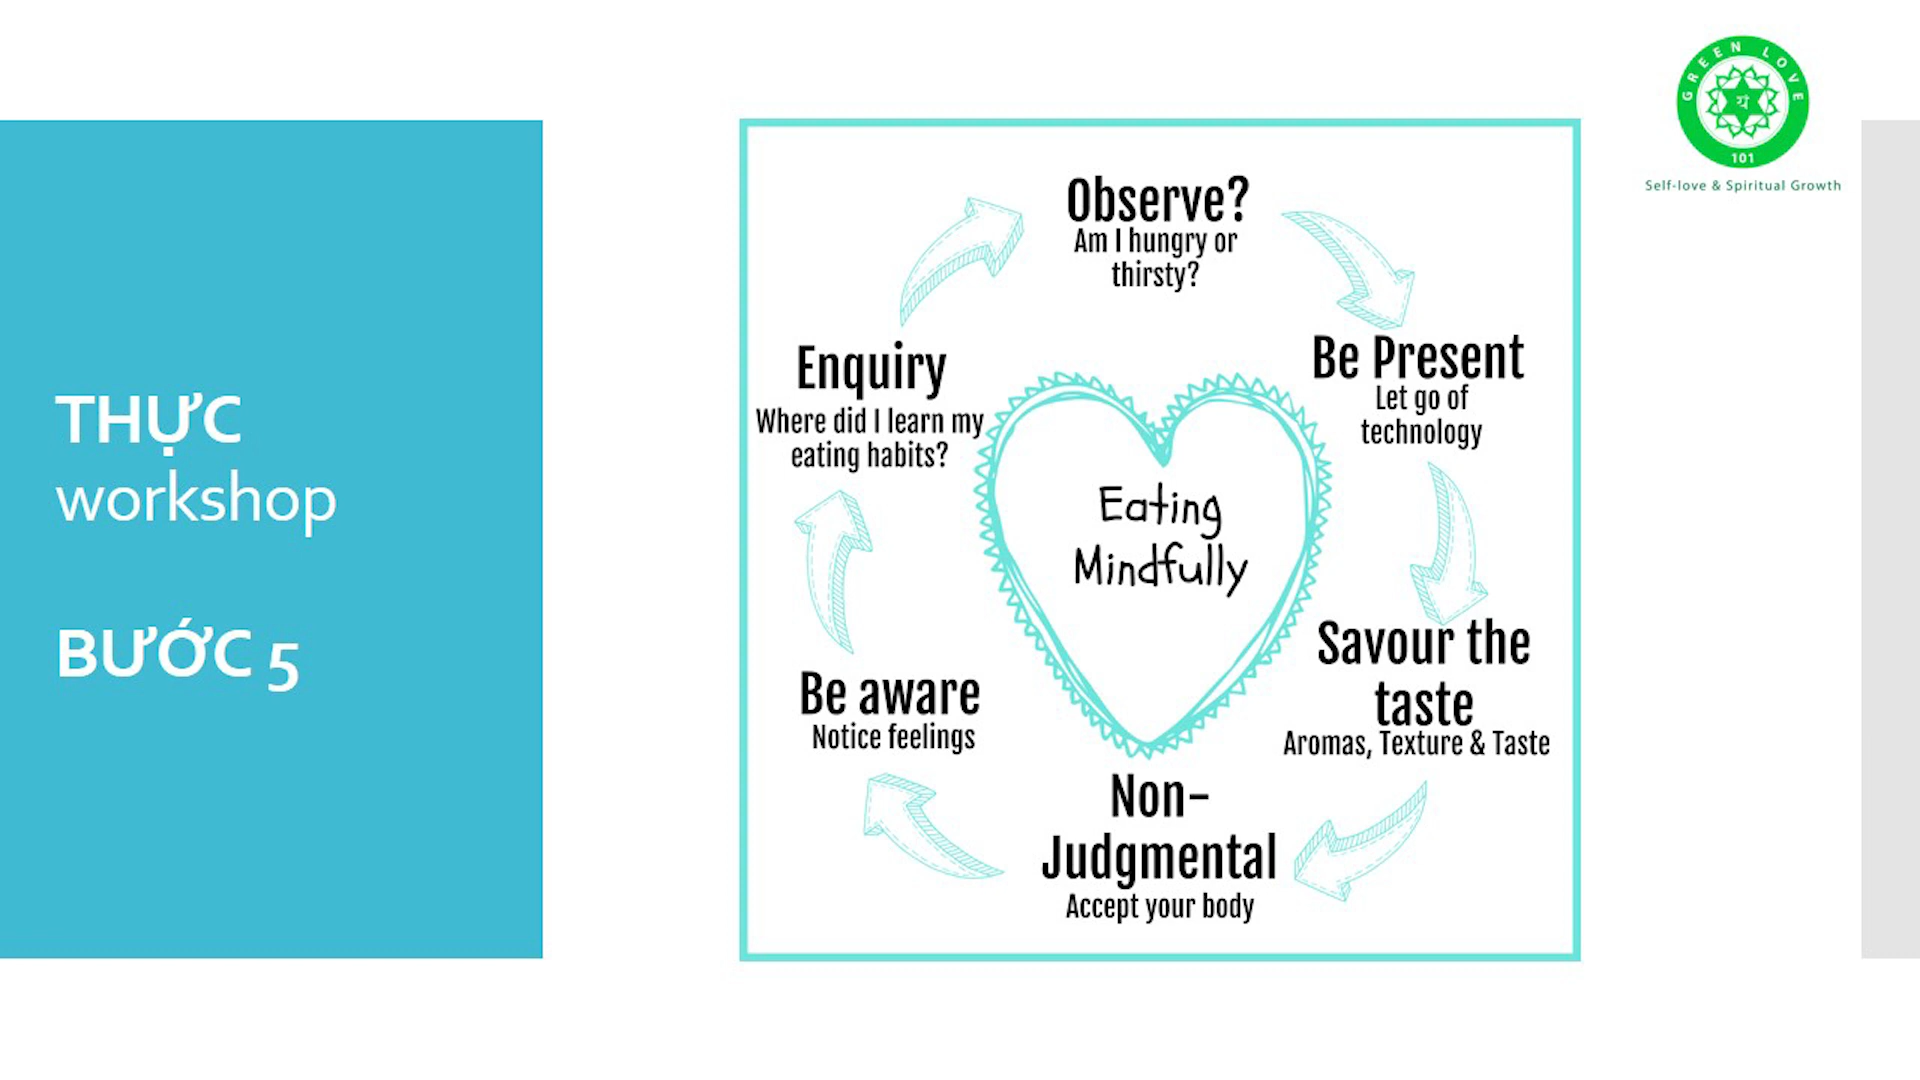 THỰC
workshop
BƯỚC 5
GREEN LOVE
101
Self-love & Spiritual Growth
Observe?
Am I hungry or
thirsty?
Be Present
Let go of
technology
Savour the
taste
Aromas, Texture & Taste
Non-
Judgmental
Accept your body
Be aware
Notice feelings
Enquiry
Where did I learn my
eating habits?
Eating
Mindfully